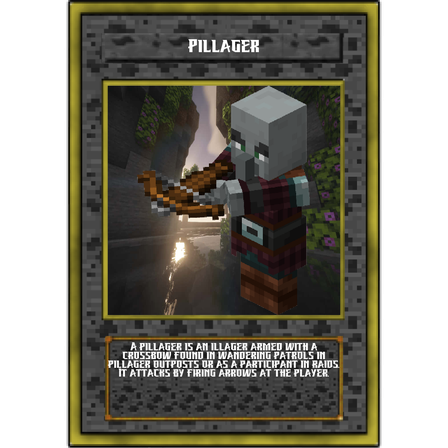 PILLAGER
A PILLAGER IS AN ILLAGER ARMED WITH A
CROSSBOW FOUND IN WANDERING PATROLS IN
PILLAGER OUTPOSTS OR AS A PARTICIPANT IN RAIDS.
IT ATTACKS BY FIRING ARROWS AT THE PLAYER.